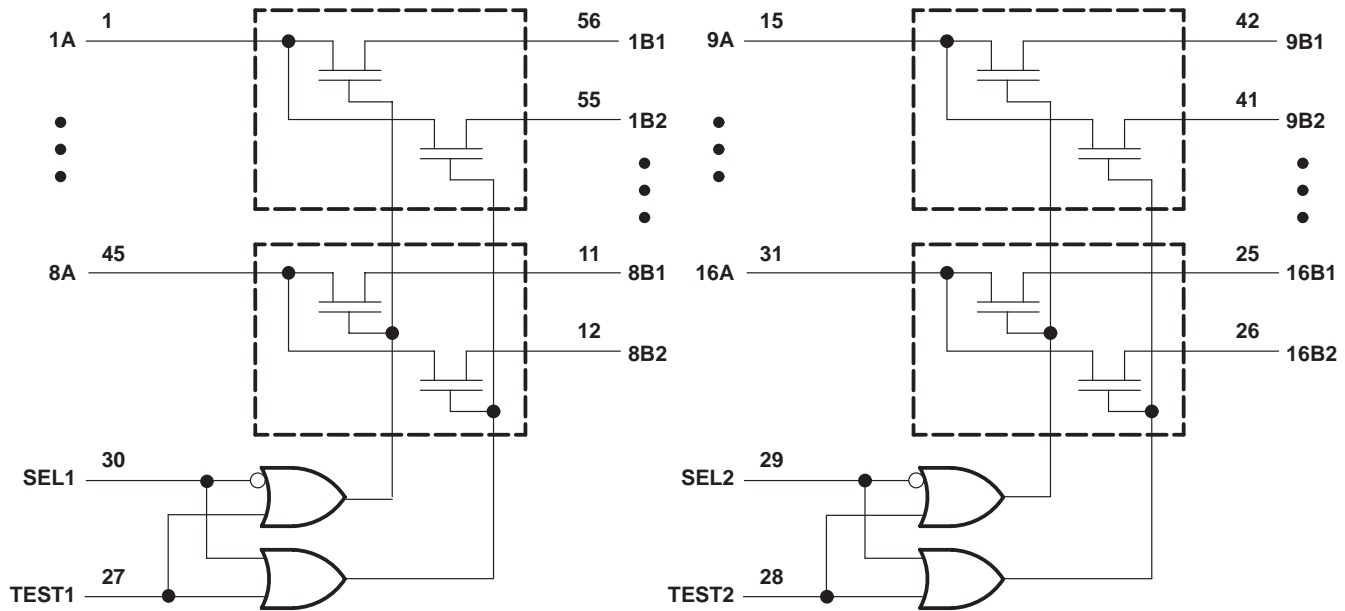 1A 1 56 1B1 9A 15 42 9B1
55 1B2 41 9B2
8A 45 11 8B1 16A 31 25 16B1
12 8B2 26 16B2
SEL1 30 SEL2 29
TEST1 27 TEST2 28